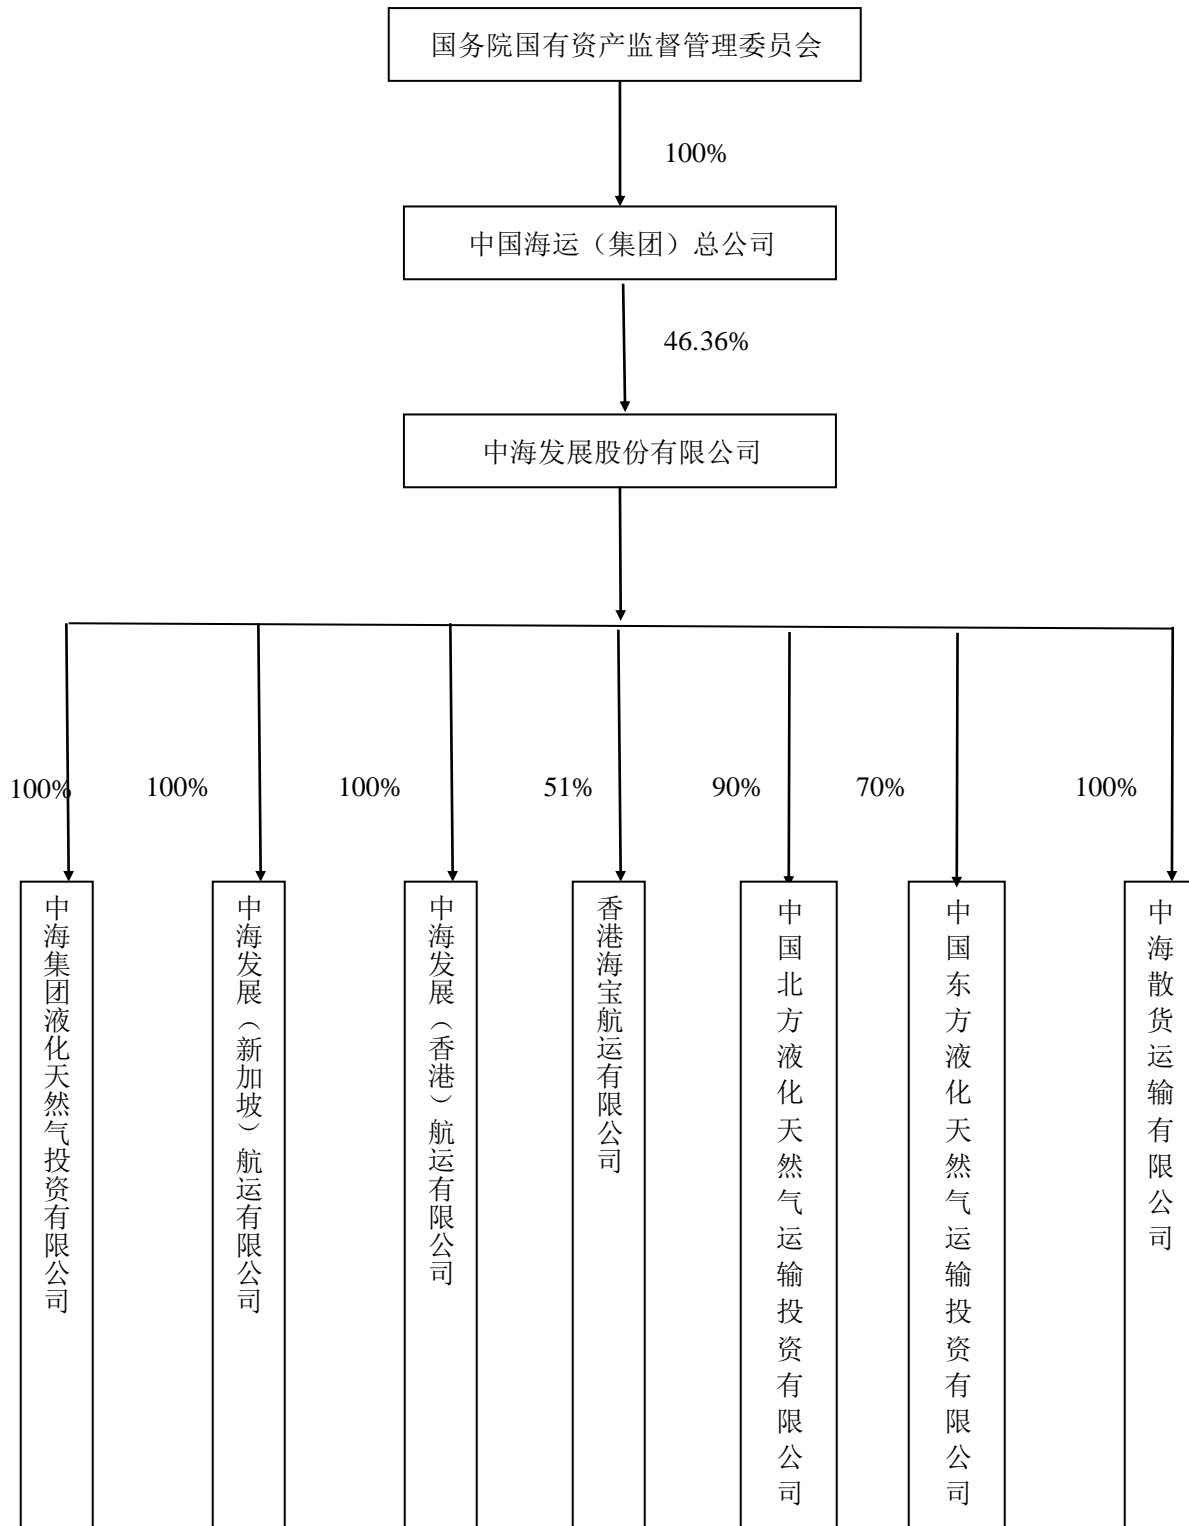 国务院国有资产监督管理委员会
100%
中国海运（集团）总公司
46.36%
中海发展股份有限公司
100%
100%
100%
51%
90%
70%
100%
中海集团液化天然气投资有限公司
中海发展（新加坡）航运有限公司
中海发展（香港）航运有限公司
香港海宝航运有限公司
中国北方液化天然气运输投资有限公司
中国东方液化天然气运输投资有限公司
中海散货运输有限公司